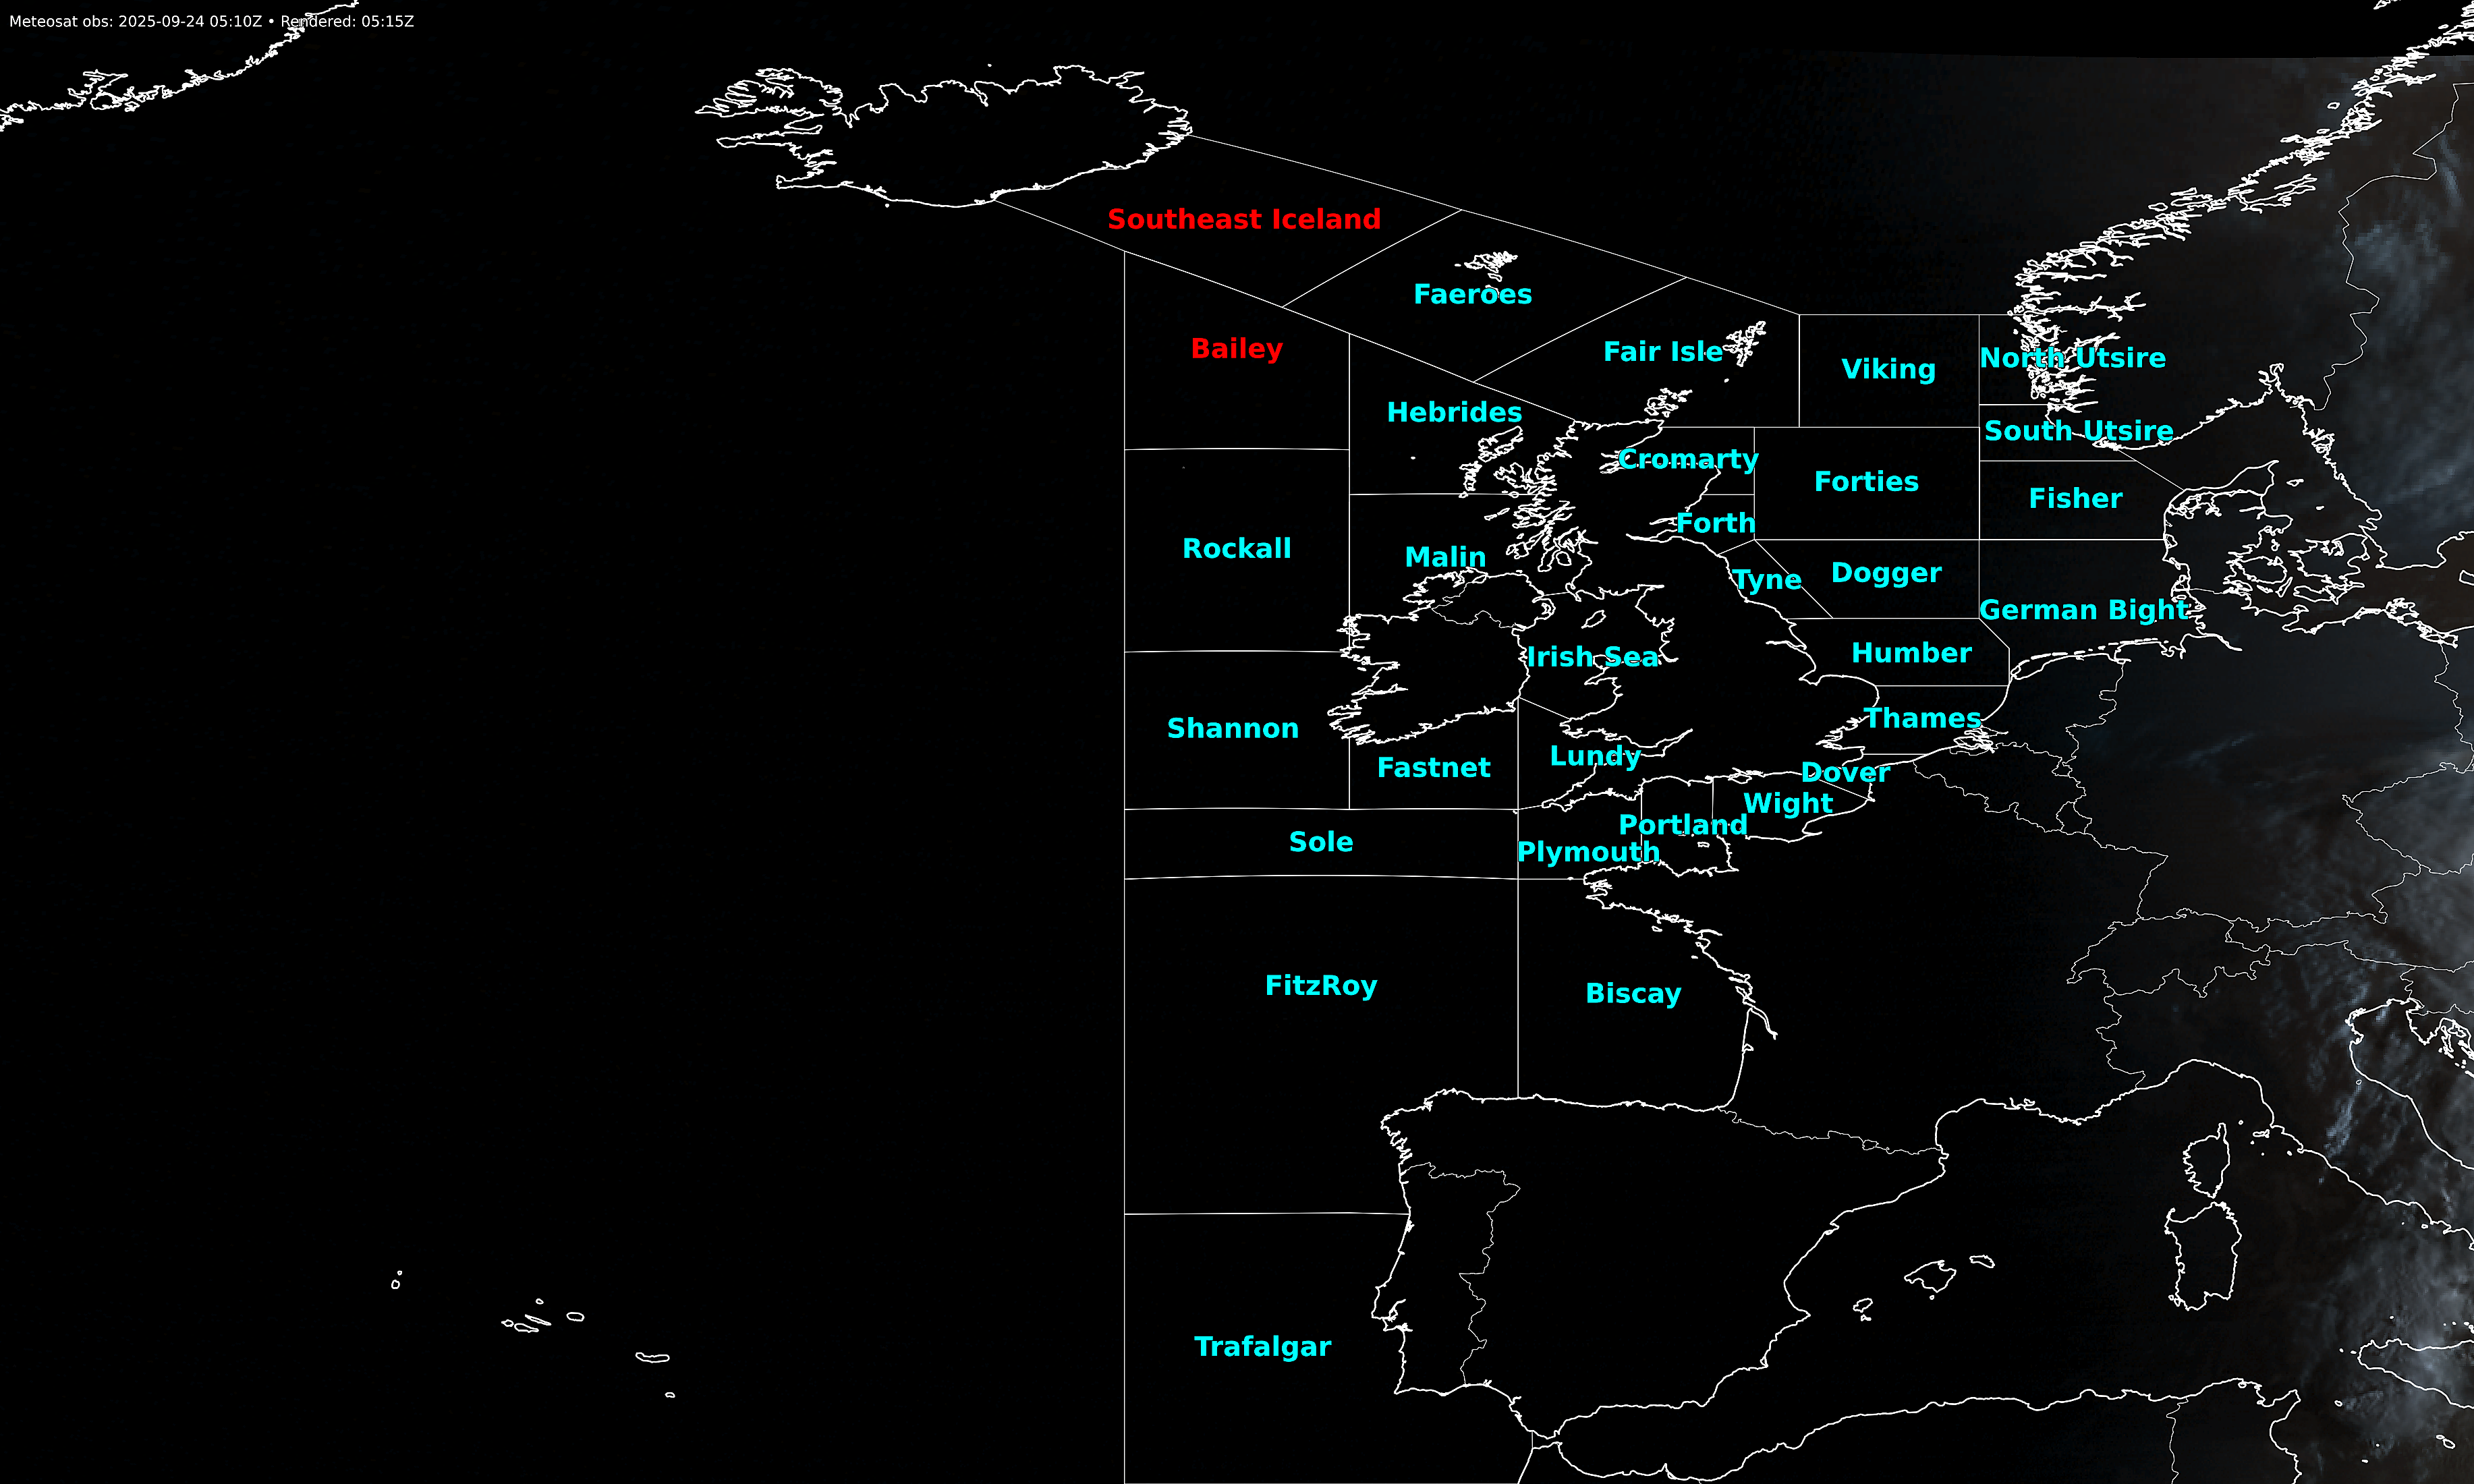 Meteosat obs: 2025-09-24 05:10Z • Rendered: 05:15Z
Southeast Iceland
Faeroes
Bailey
Fair Isle
North Utsire
Viking
Hebrides
South Utsire
Cromarty
Forties
Fisher
Forth
Rockall
Malin
Dogger
Tyne
German Bight
Humber
Irish Sea
Thames
Shannon
Lundy
Fastnet
Dover
Wight
Portland
Sole
Plymouth
FitzRoy
Biscay
Trafalgar